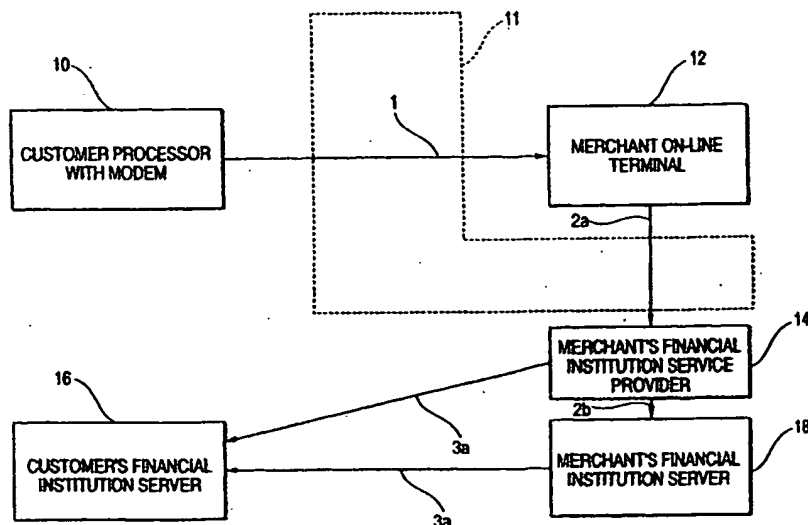 11
10
12
1
CUSTOMER PROCESSOR
WITH MODEM
MERCHANT ON-LINE
TERMINAL
2a
14
MERCHANT'S FINANCIAL
INSTITUTION SERVICE
PROVIDER
16
2b
18
3a
CUSTOMER'S FINANCIAL
INSTITUTION SERVER
MERCHANT'S FINANCIAL
INSTITUTION SERVER
3a